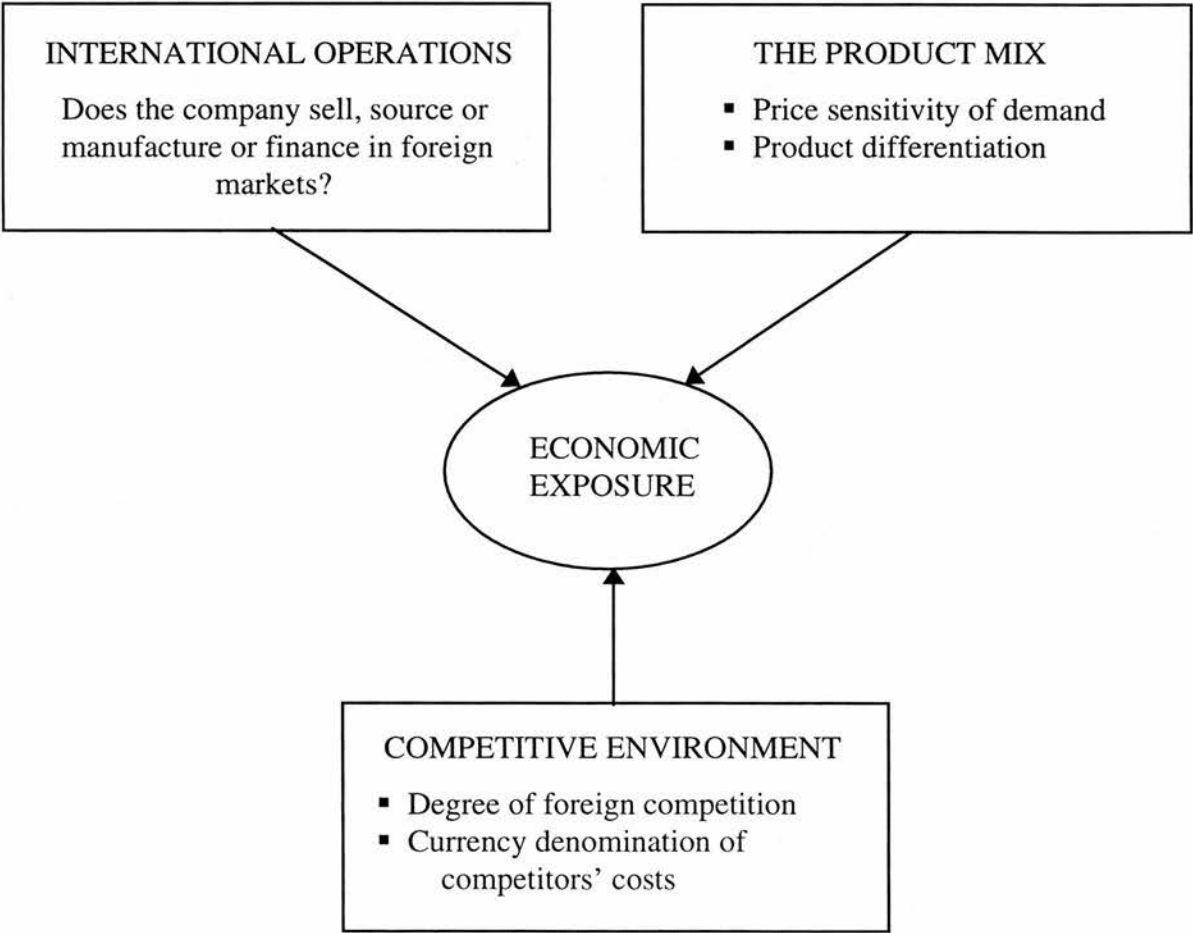 INTERNATIONAL OPERATIONS
Does the company sell, source or
manufacture or finance in foreign
markets?
THE PRODUCT MIX
▪ Price sensitivity of demand
▪ Product differentiation
ECONOMIC
EXPOSURE
COMPETITIVE ENVIRONMENT
▪ Degree of foreign competition
▪ Currency denomination of
competitors’ costs